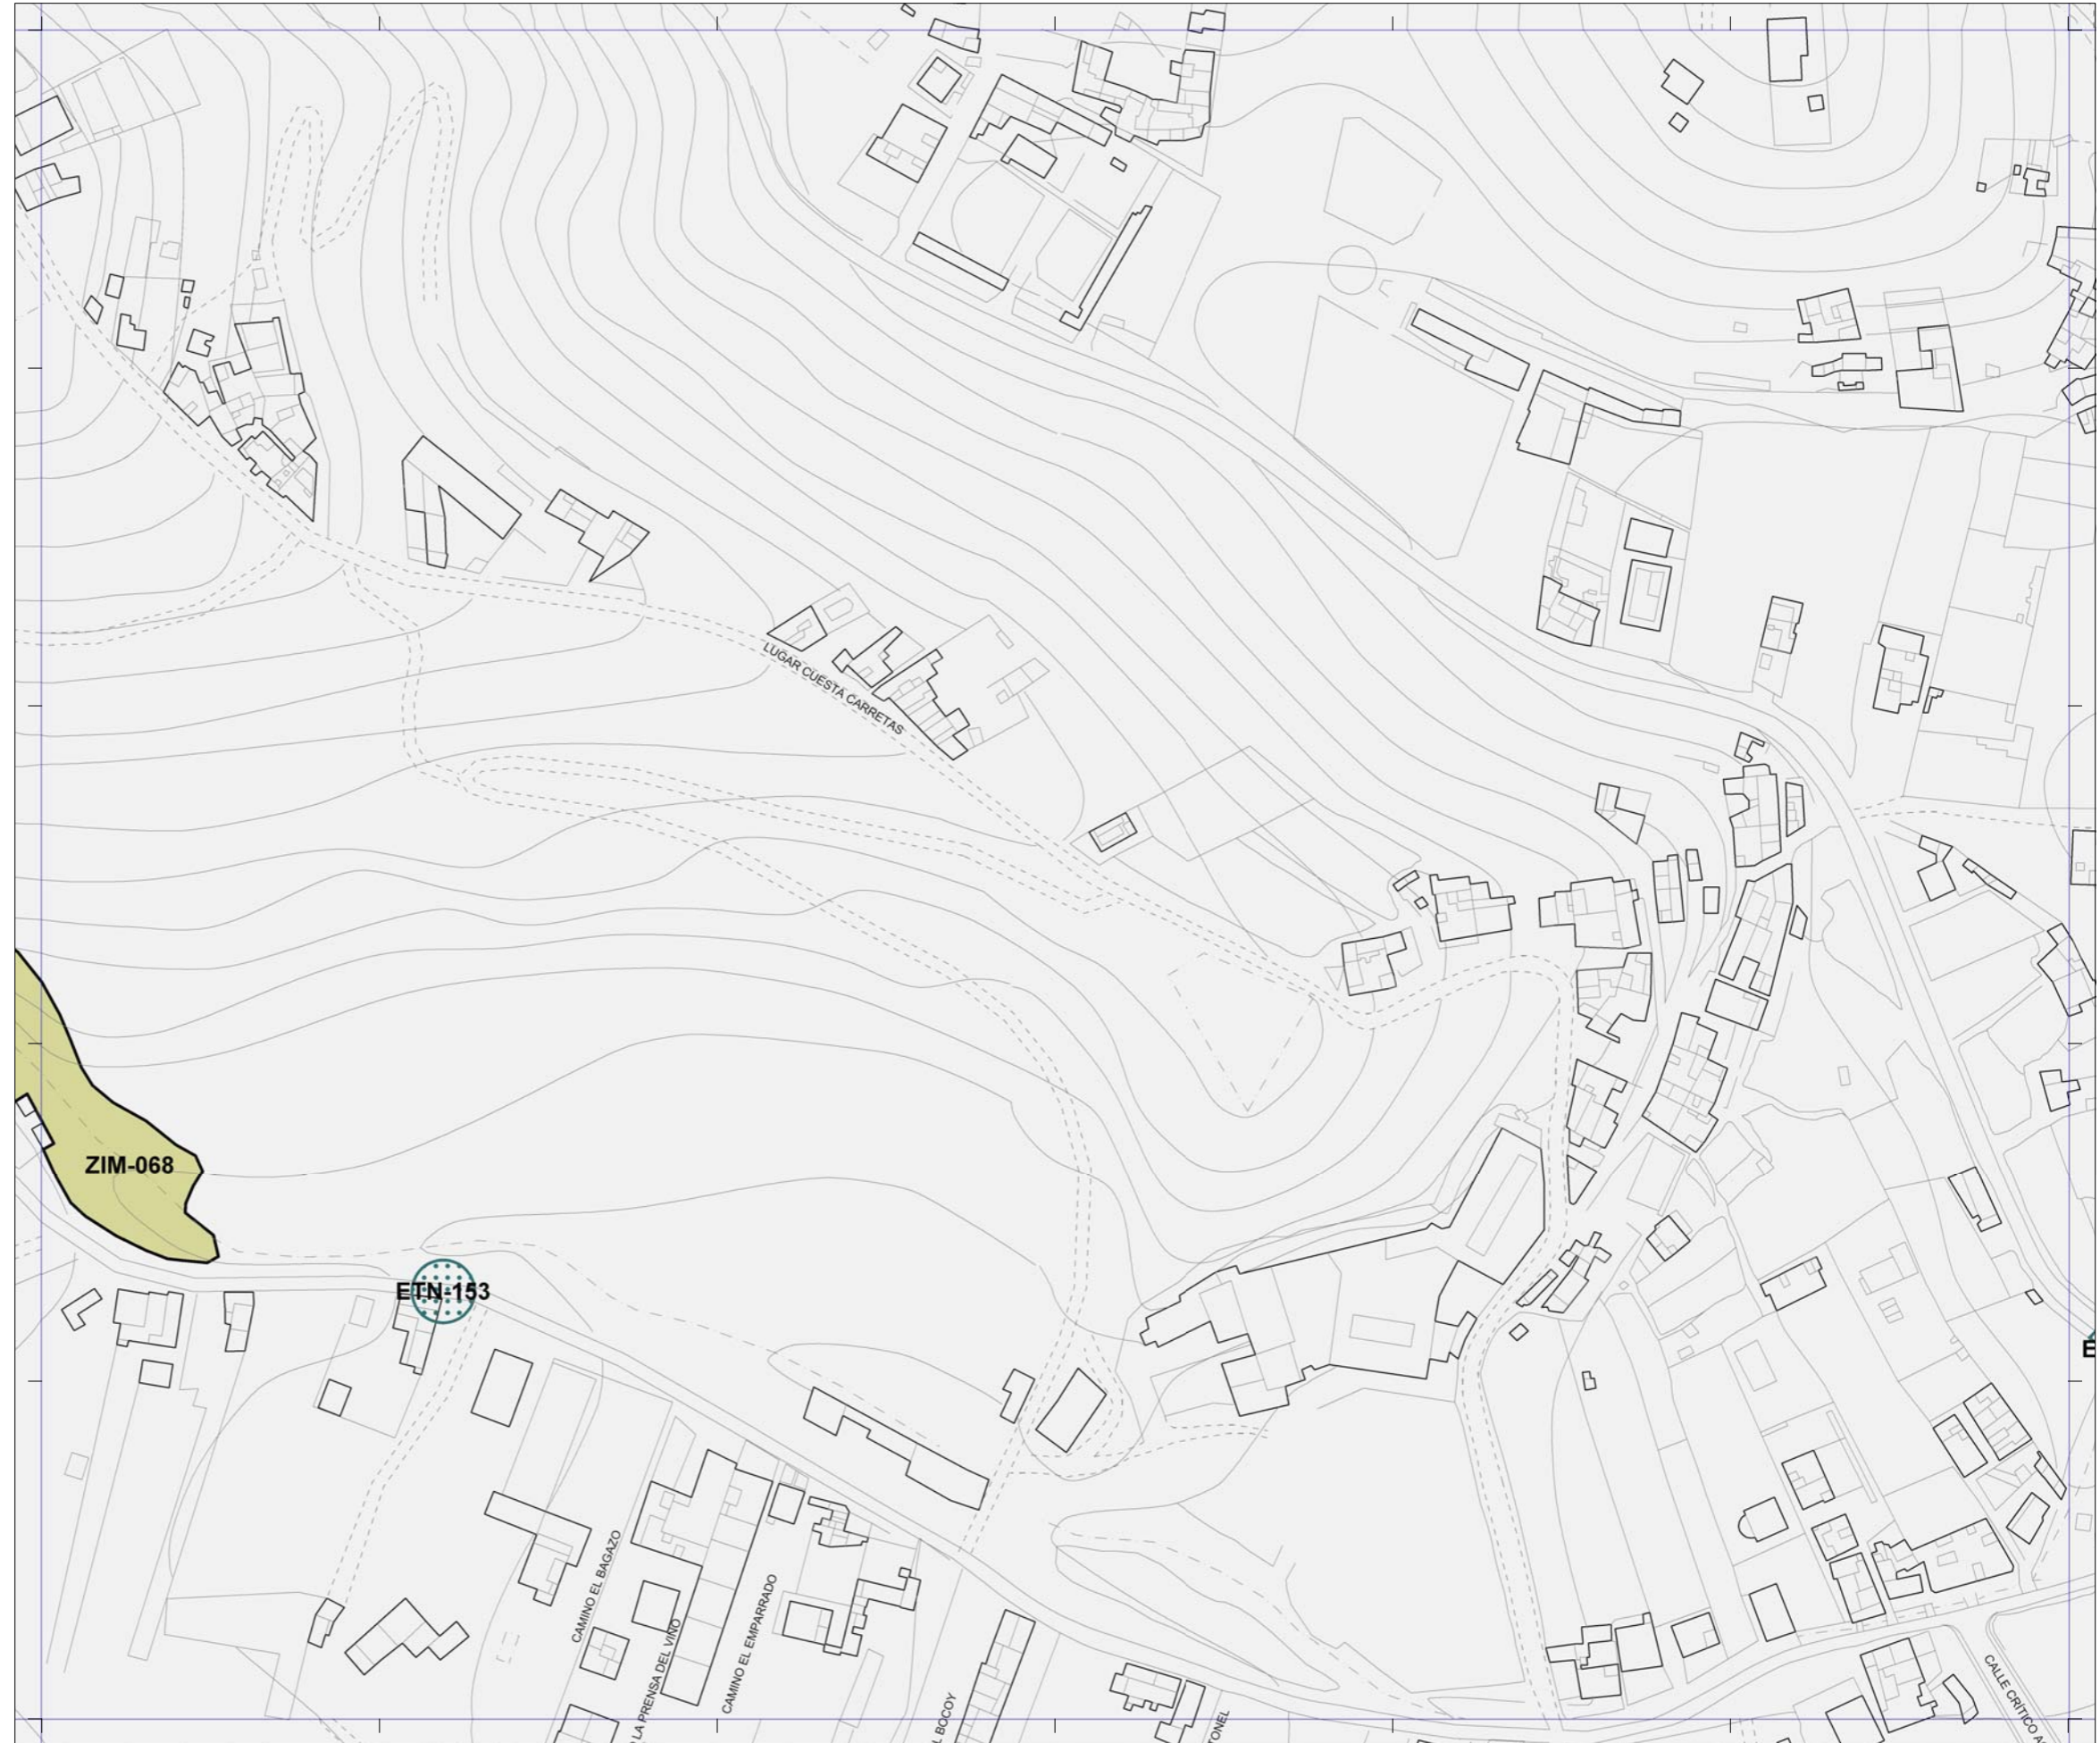 LUGAR CUESTA CARRETAS
ZIM-068
ETN-153
E
CAMINO EL BAGAZO
LA PRENSA DEL VINO
CAMINO EL EMPARRADO
L BOCOY
TONEL
CALLE CRÍTICO